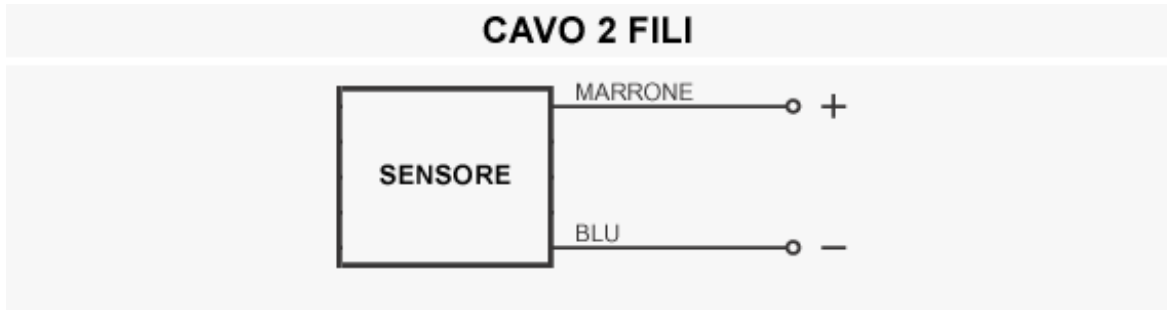 CAVO 2 FILI
MARRONE
+
SENSORE
BLU
−